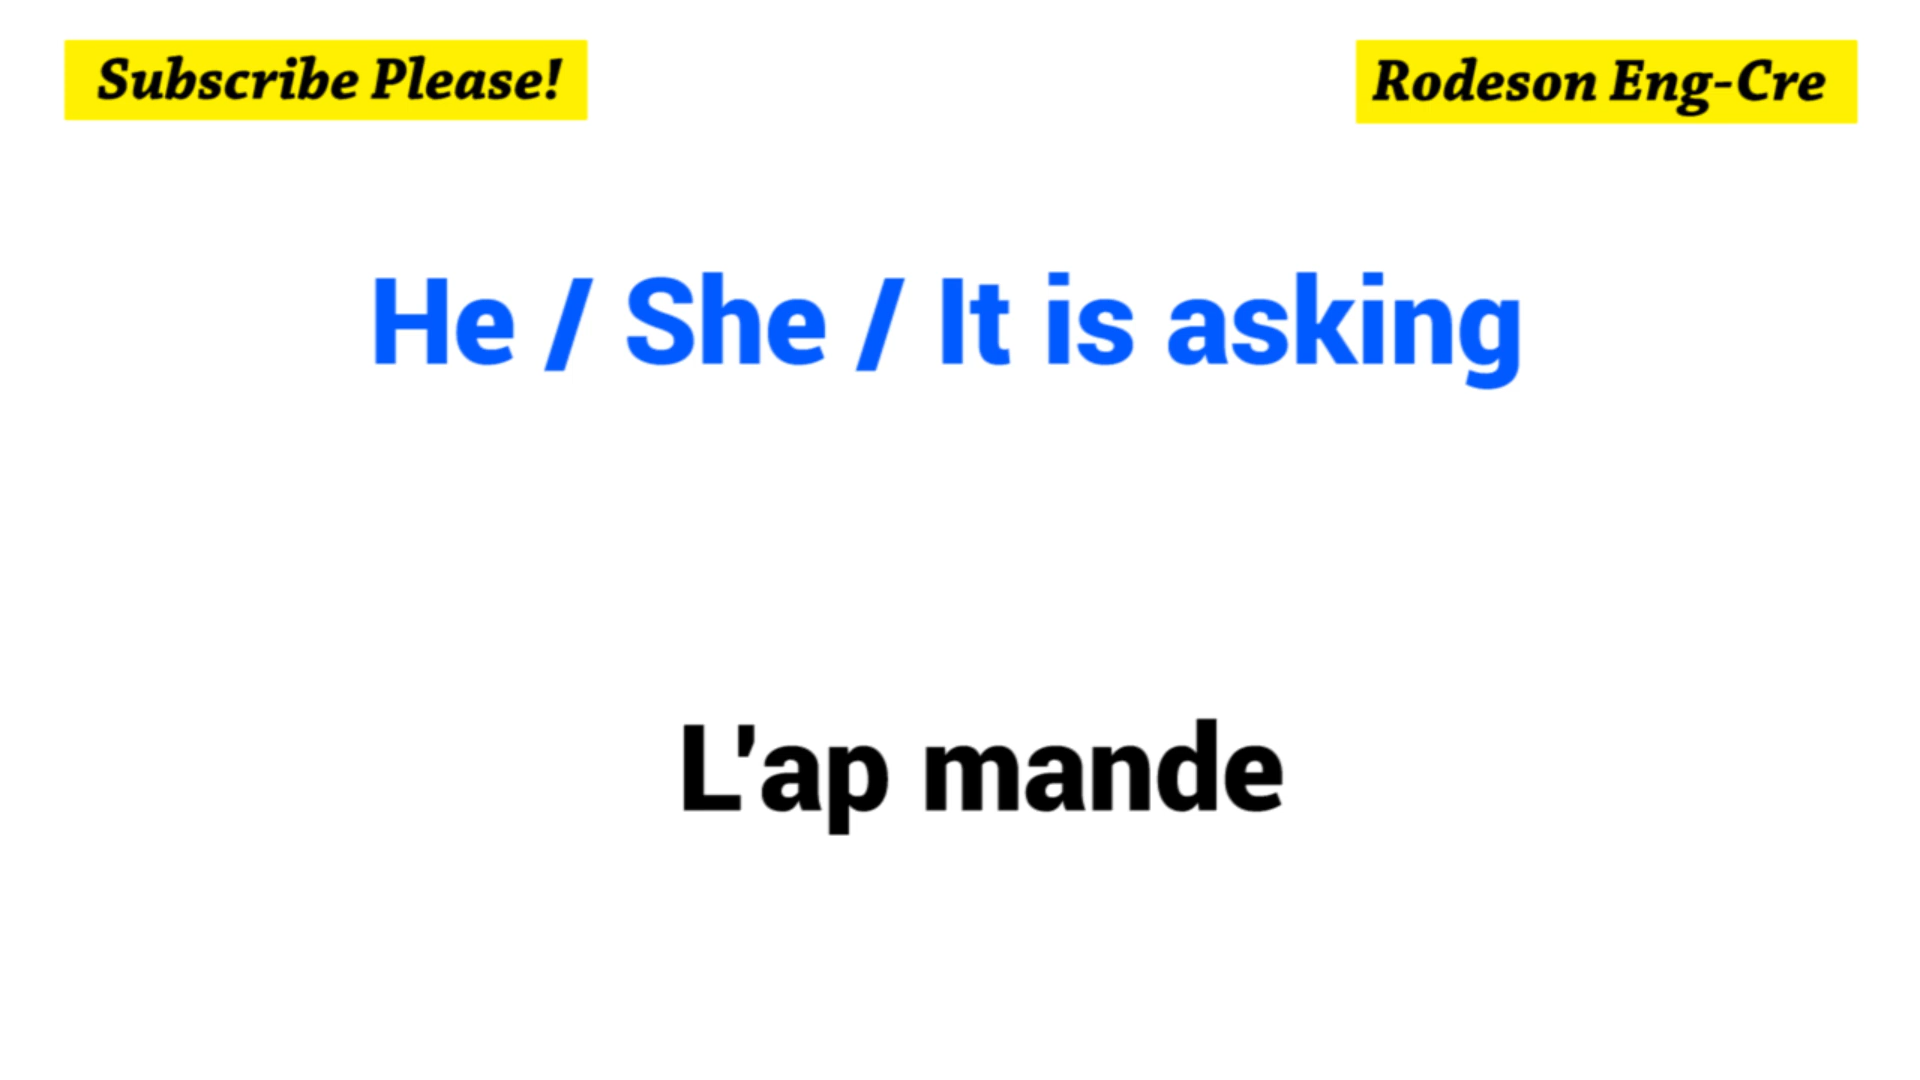 Subscribe Please!
Rodeson Eng-Cre
He / She / It is asking
L'ap mande